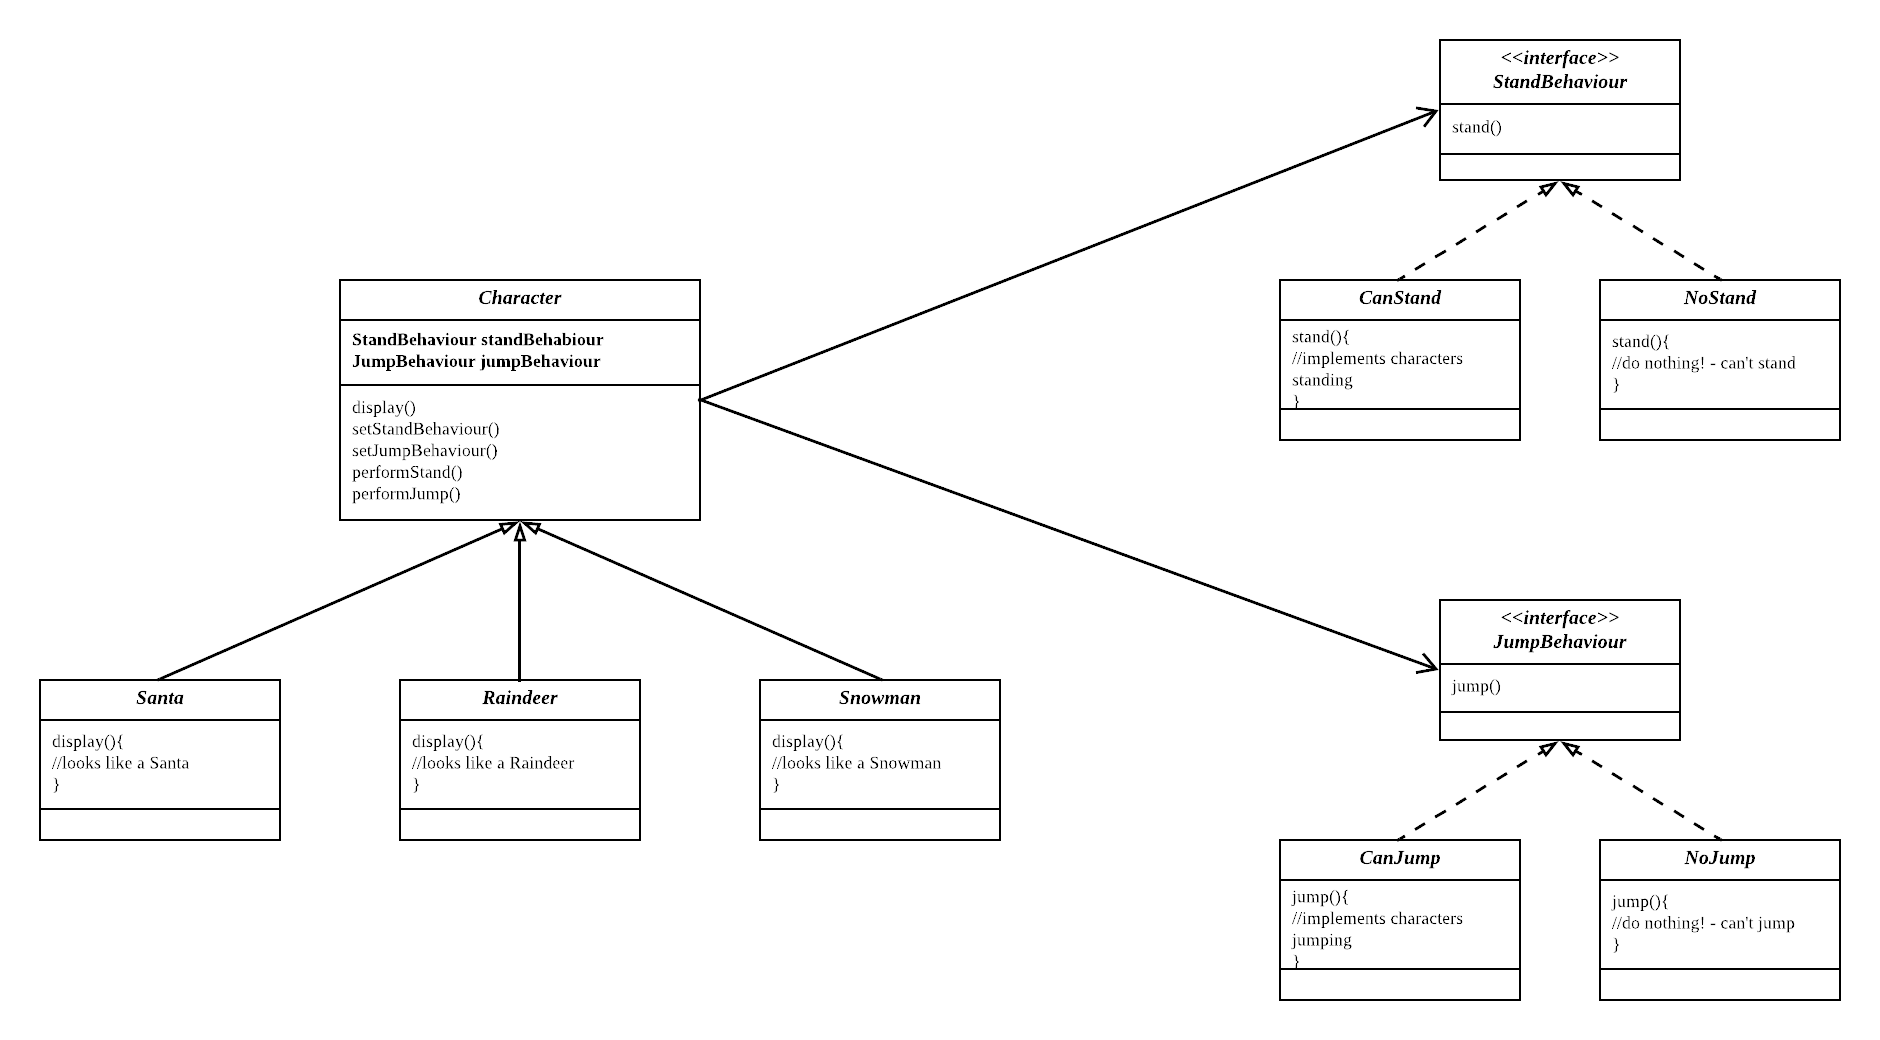 <<interface>>
StandBehaviour
stand()
CanStand
stand(){
//implements characters
standing
}
NoStand
stand(){
//do nothing! - can't stand
}
Character
StandBehaviour standBehabiour
JumpBehaviour jumpBehaviour
display()
setStandBehaviour()
setJumpBehaviour()
performStand()
performJump()
Santa
display(){
//looks like a Santa
}
Raindeer
display(){
//looks like a Raindeer
}
Snowman
display(){
//looks like a Snowman
}
<<interface>>
JumpBehaviour
jump()
CanJump
jump(){
//implements characters
jumping
}
NoJump
jump(){
//do nothing! - can't jump
}